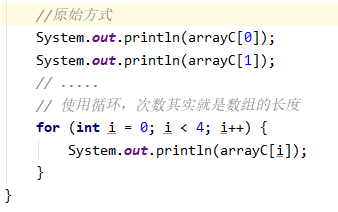 //原始方式
System.out.println(arrayC[0]);
System.out.println(arrayC[1]);
// .....
// 使用循环，次数其实就是数组的长度
for (int i = 0; i < 4; i++) {
System.out.println(arrayC[i]);
}
}